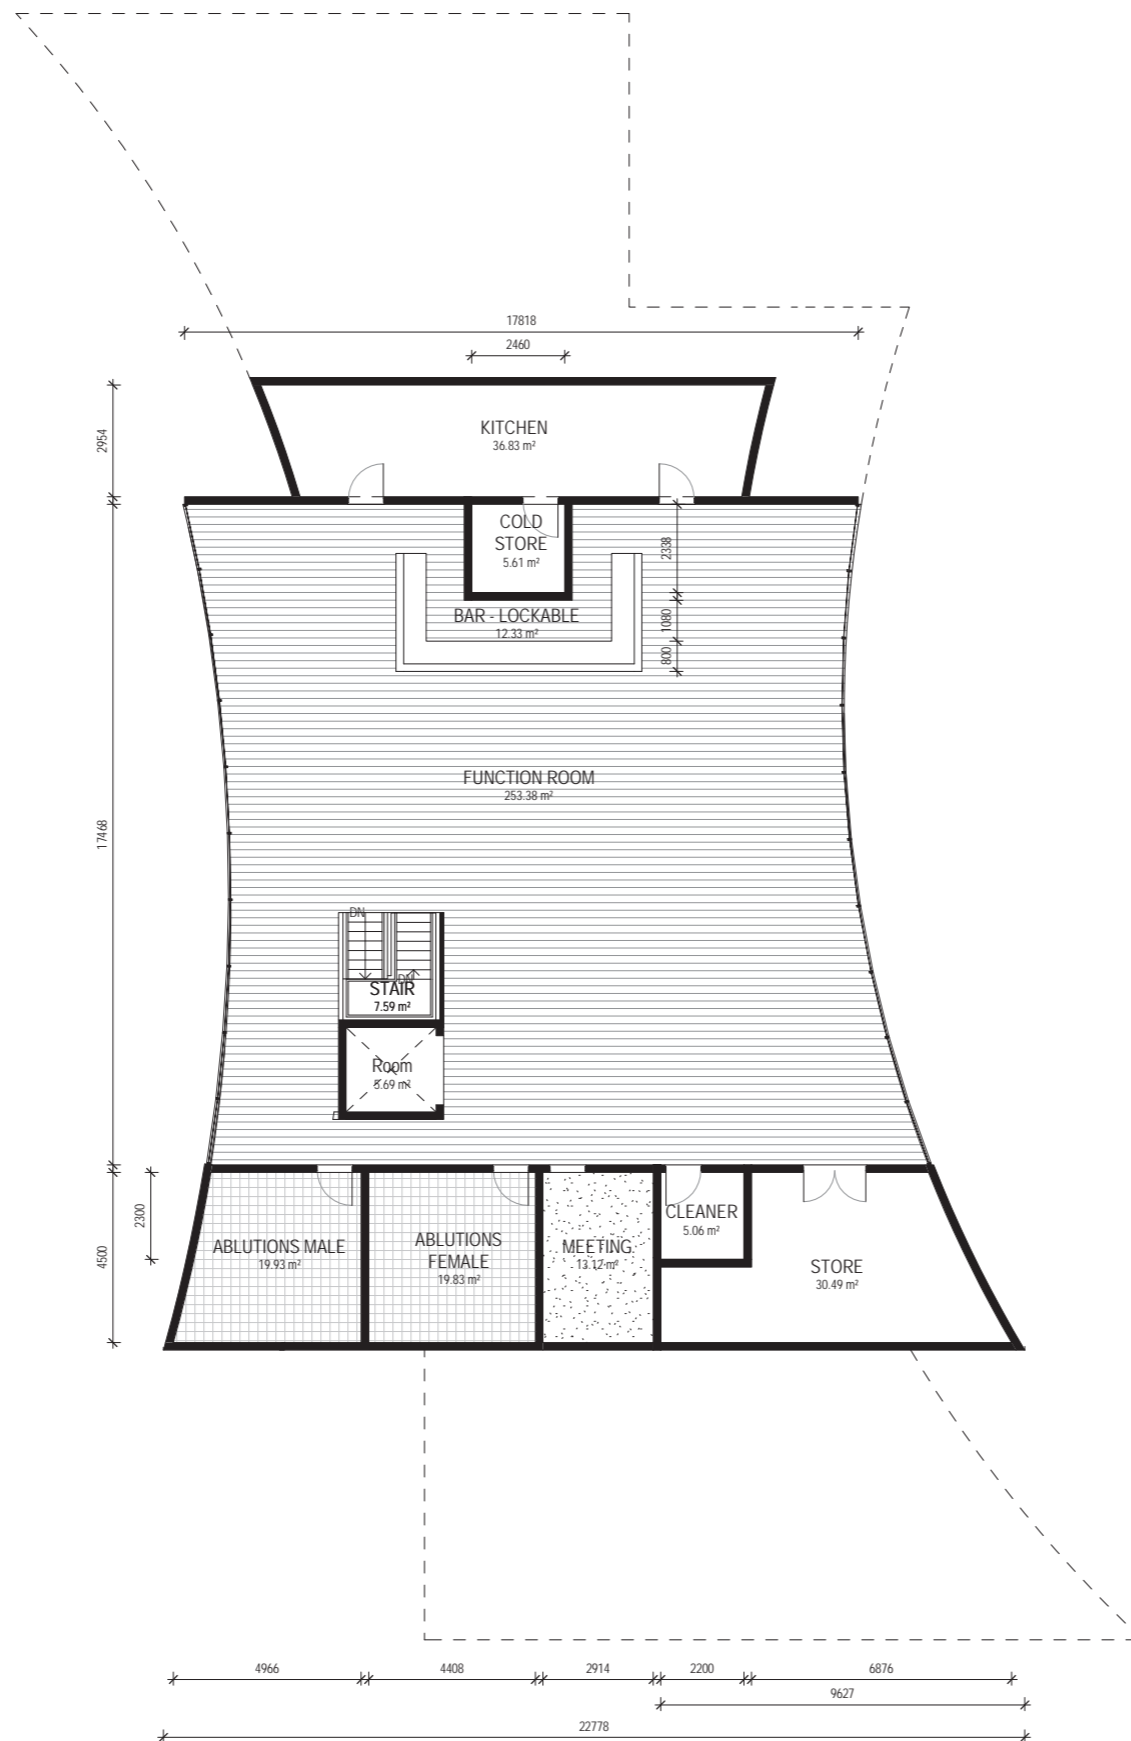 17818
2460
KITCHEN
36.83 m²
2954
COLD
STORE
5.61 m²
2338
BAR - LOCKABLE
12.33 m²
1080
800
FUNCTION ROOM
253.38 m²
17468
DN
DN
STAIR
7.59 m²
Room
5.69 m²
2300
4500
ABLUTIONS MALE
19.93 m²
ABLUTIONS
FEMALE
19.83 m²
MEETING
13.12 m²
CLEANER
5.06 m²
STORE
30.49 m²
4966
4408
2914
2200
6876
9627
22778